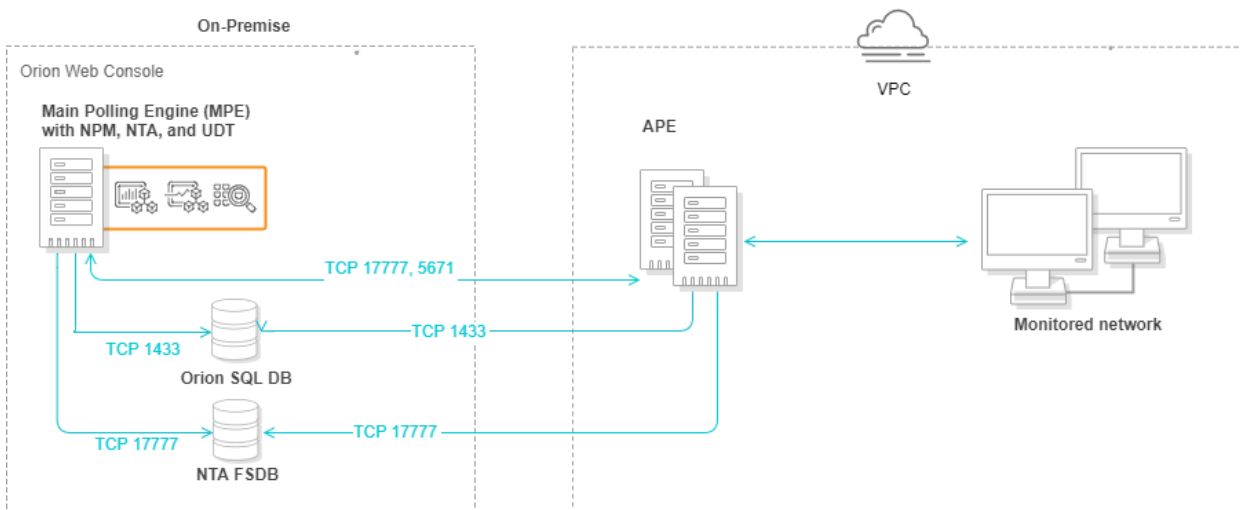 On-Premise
Orion Web Console
Main Polling Engine (MPE)
with NPM, NTA, and UDT
TCP 17777, 5671
TCP 1433
TCP 1433
Orion SQL DB
TCP 17777
TCP 17777
NTA FSDB
VPC
APE
Monitored network